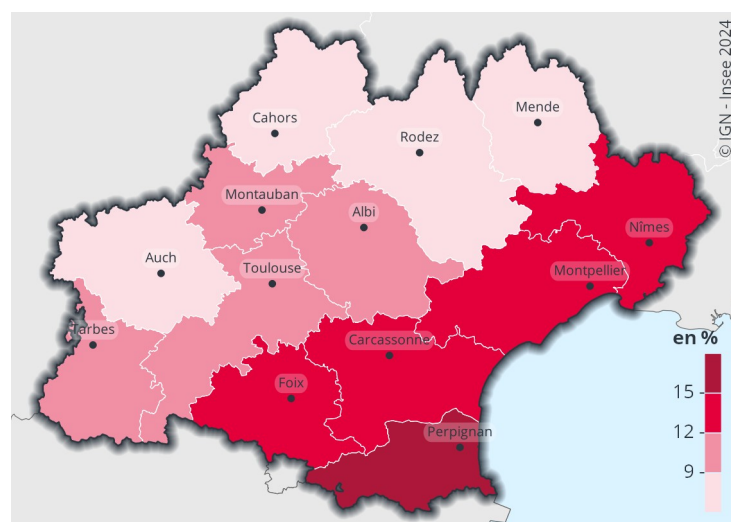 © IGN - Insee 2024
Cahors
Mende
Rodez
Montauban
Albi
Nîmes
Auch
Toulouse
Montpellier
Tarbes
Carcassonne
Foix
Perpignan
en %
15
12
9